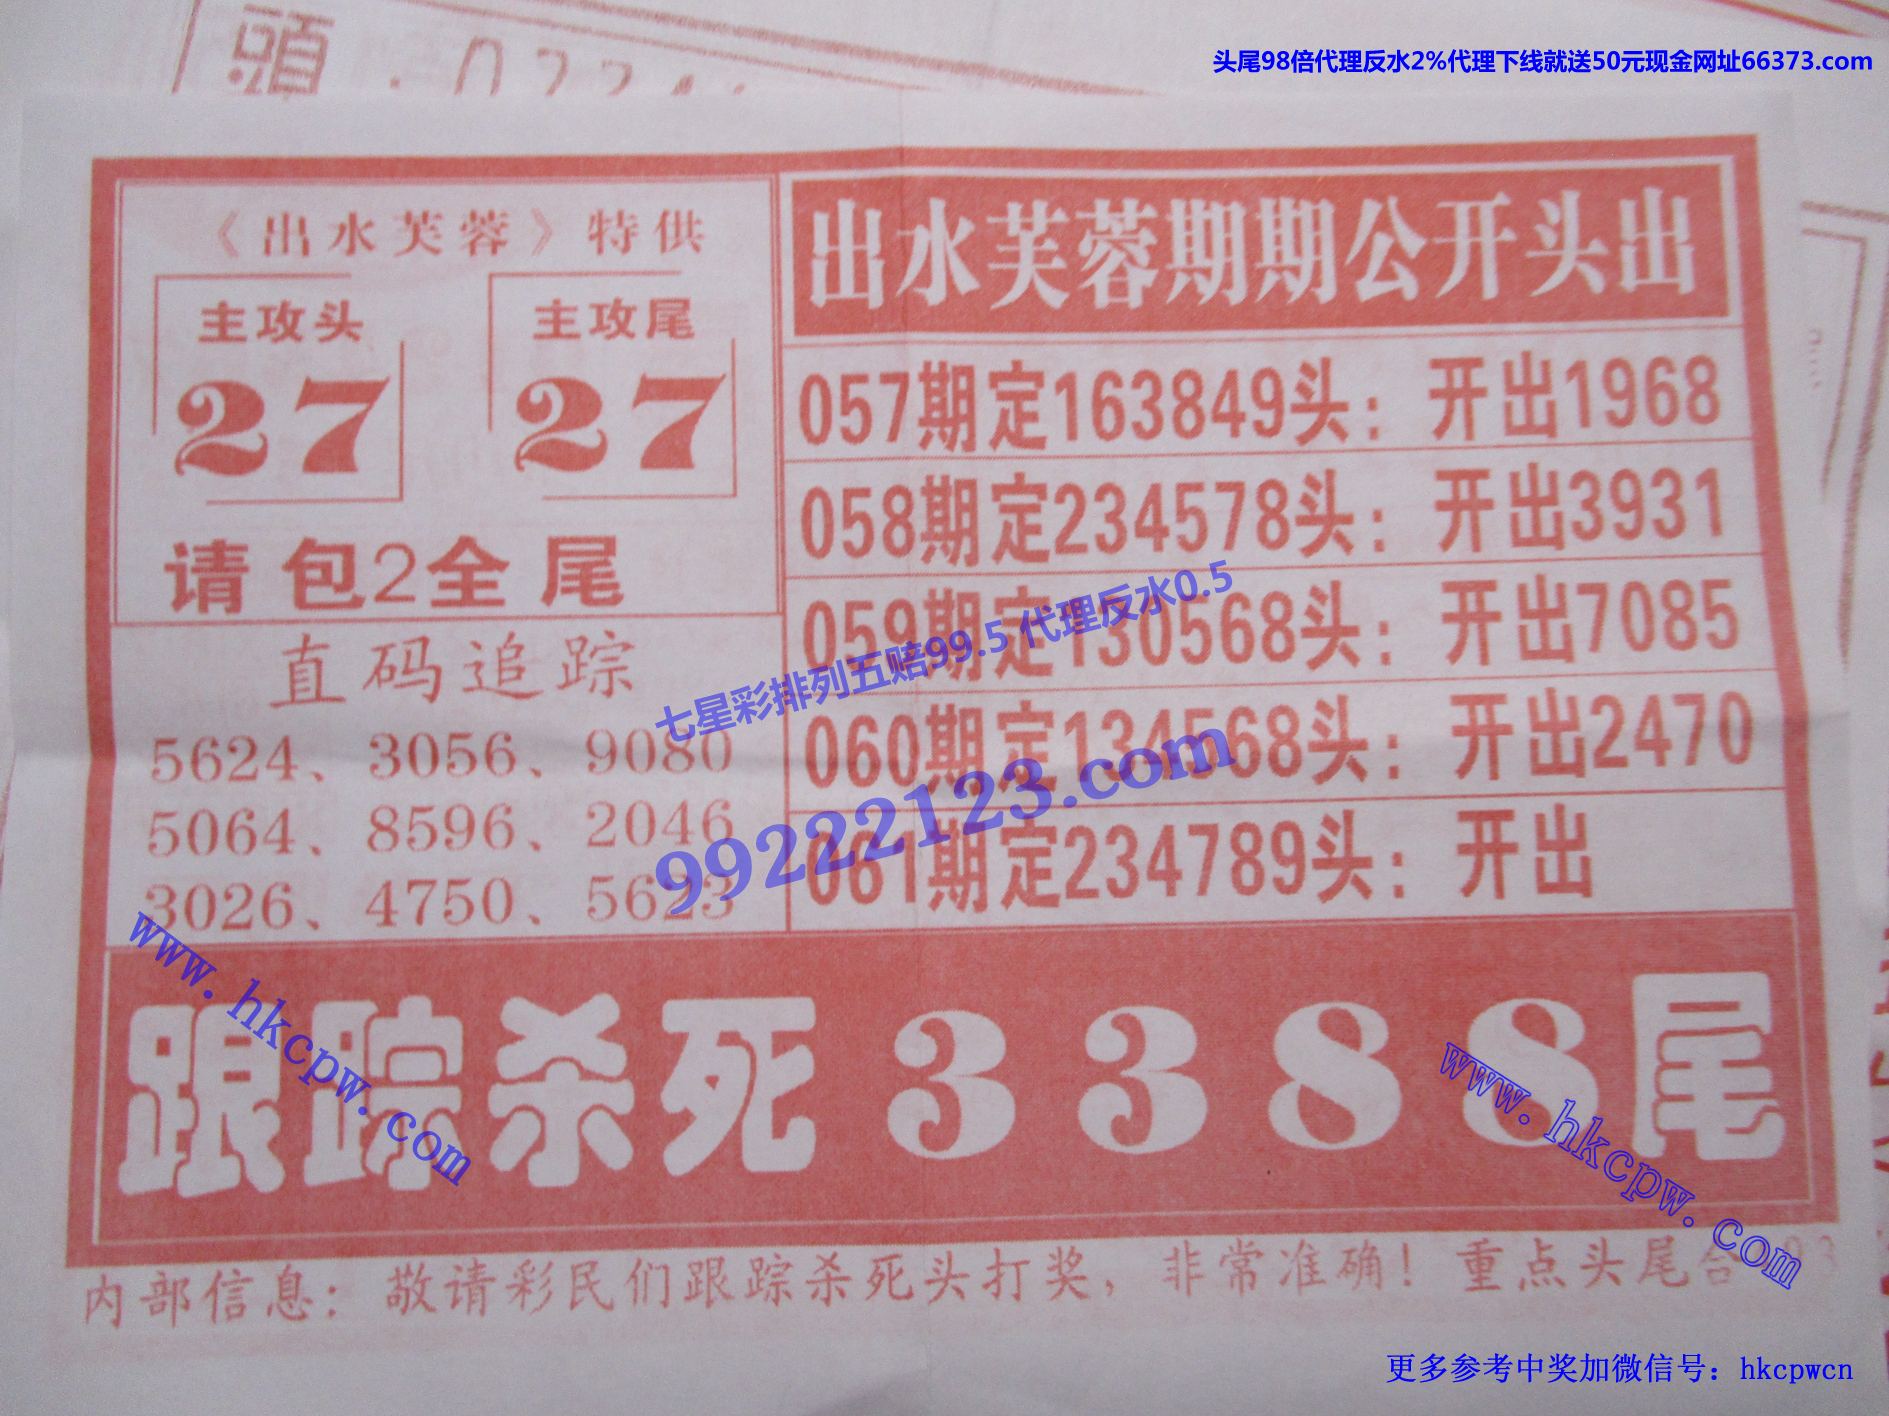 頭
头尾98倍代理反水2%代理下线就送50元现金网址66373.com
《出水芙蓉》特供
主攻头 主攻尾
27 27
请包2全尾
直码追踪
5624、3056、9080
5064、8596、2046
3026、4750、5623
出水芙蓉期期公开头出
057期定163849头：开出1968
058期定234578头：开出3931
059期定130568头：开出7085
060期定134568头：开出2470
061期定234789头：开出
七星彩排列五赔99.5 代理反水0.5
99222123.com
跟踪杀死3388尾
www.hkcpw.com
www.hkcpw.com
内部信息：敬请彩民们跟踪杀死头打奖，非常准确！重点头尾合
更多参考中奖加微信号：hkcpwcn